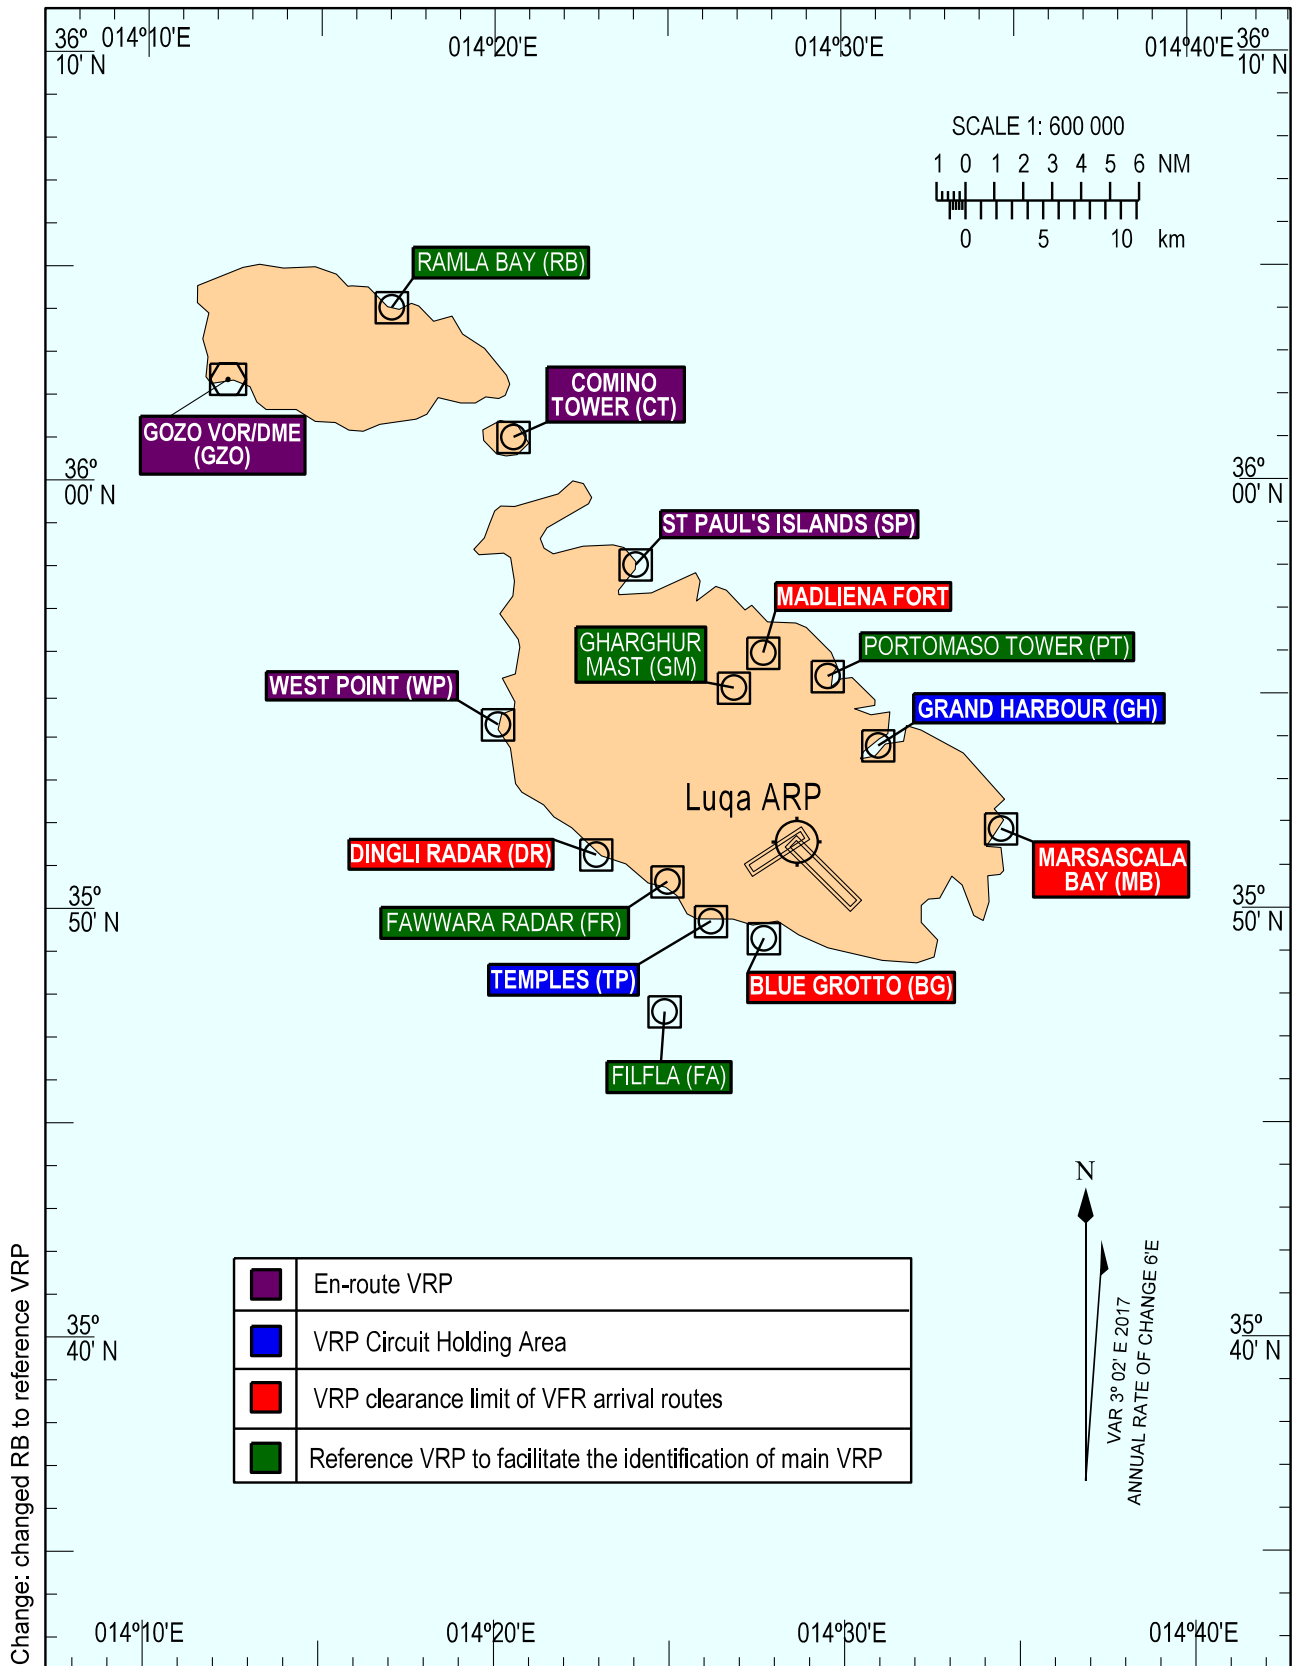 36º
10' N
014º10'E
014º20'E
014º30'E
014º40'E
36º
10' N
SCALE 1: 600 000
1 0 1 2 3 4 5 6 NM
0 5 10 km
RAMLA BAY (RB)
COMINO
TOWER (CT)
GOZO VOR/DME
(GZO)
36º
00' N
36º
00' N
ST PAUL'S ISLANDS (SP)
MADLIENA FORT
GHARGHUR
MAST (GM)
PORTOMASO TOWER (PT)
WEST POINT (WP)
GRAND HARBOUR (GH)
Luqa ARP
DINGLI RADAR (DR)
MARSASCALA
BAY (MB)
35º
50' N
35º
50' N
FAWWARA RADAR (FR)
TEMPLES (TP)
BLUE GROTTO (BG)
FILFLA (FA)
N
VAR 3º 02' E 2017
ANNUAL RATE OF CHANGE 6'E
En-route VRP
VRP Circuit Holding Area
VRP clearance limit of VFR arrival routes
Reference VRP to facilitate the identification of main VRP
35º
40' N
35º
40' N
014º10'E
014º20'E
014º30'E
014º40'E
Change: changed RB to reference VRP